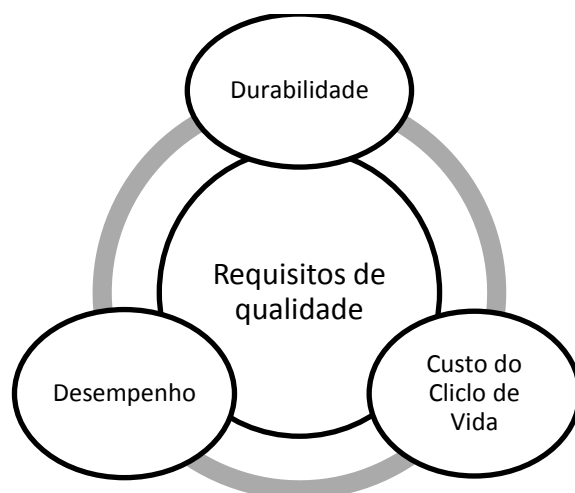 Durabilidade
Requisitos de
qualidade
Desempenho
Custo do
Cliclo de
Vida